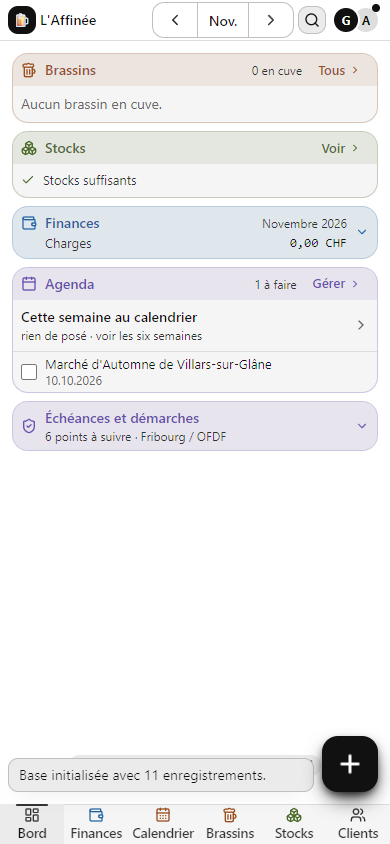 L'Affinée
Nov.
G
A
Brassins
0 en cuve
Tous
Aucun brassin en cuve.
Stocks
Voir
Stocks suffisants
Finances
Novembre 2026
Charges
0,00 CHF
Agenda
1 à faire
Gérer
Cette semaine au calendrier
rien de posé · voir les six semaines
Marché d'Automne de Villars-sur-Glâne
10.10.2026
Échéances et démarches
6 points à suivre · Fribourg / OFDF
Base initialisée avec 11 enregistrements.
Bord
Finances
Calendrier
Brassins
Stocks
Clients